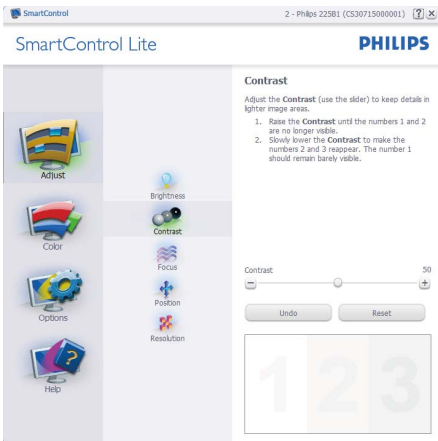 SmartControl
2 - Philips 225B1 (CS30715000001) ? X
SmartControl Lite
PHILIPS
Adjust
Color
Options
Help
Brightness
Contrast
Focus
Position
Resolution
Contrast
Adjust the Contrast (use the slider) to keep details in
lighter image areas.
1. Raise the Contrast until the numbers 1 and 2
are no longer visible.
2. Slowly lower the Contrast to make the
numbers 2 and 3 reappear. The number 1
should remain barely visible.
Contrast 50
Undo Reset
1 2 3